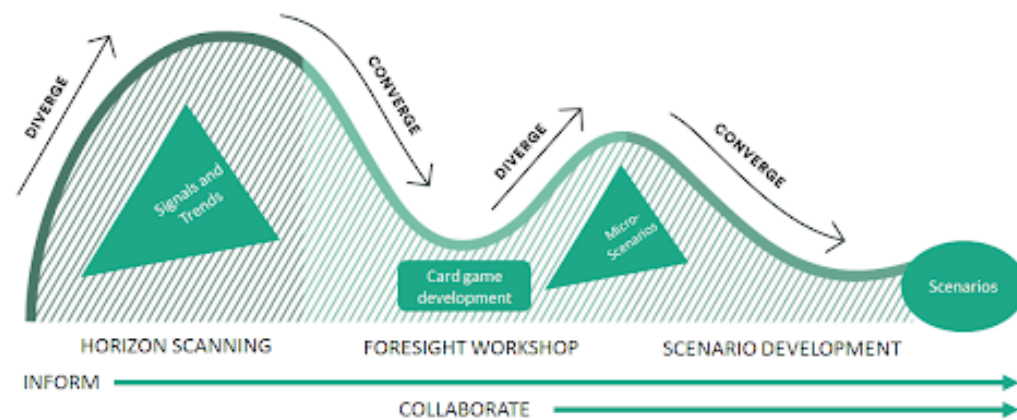 DIVERGE
CONVERGE
DIVERGE
CONVERGE
Signals and
Trends
Micro-
Scenarios
Card game
development
Scenarios
HORIZON SCANNING
FORESIGHT WORKSHOP
SCENARIO DEVELOPMENT
INFORM
COLLABORATE